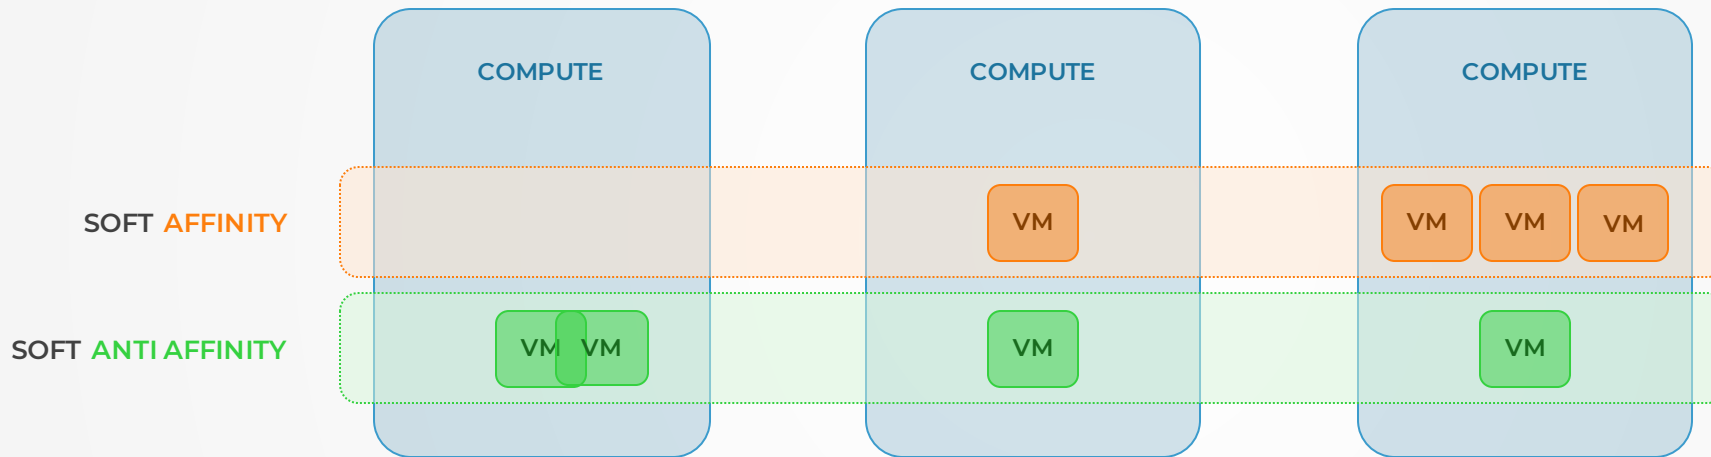 COMPUTE COMPUTE COMPUTE
SOFT AFFINITY VM VM VM VM
SOFT ANTI AFFINITY VM VM VM VM